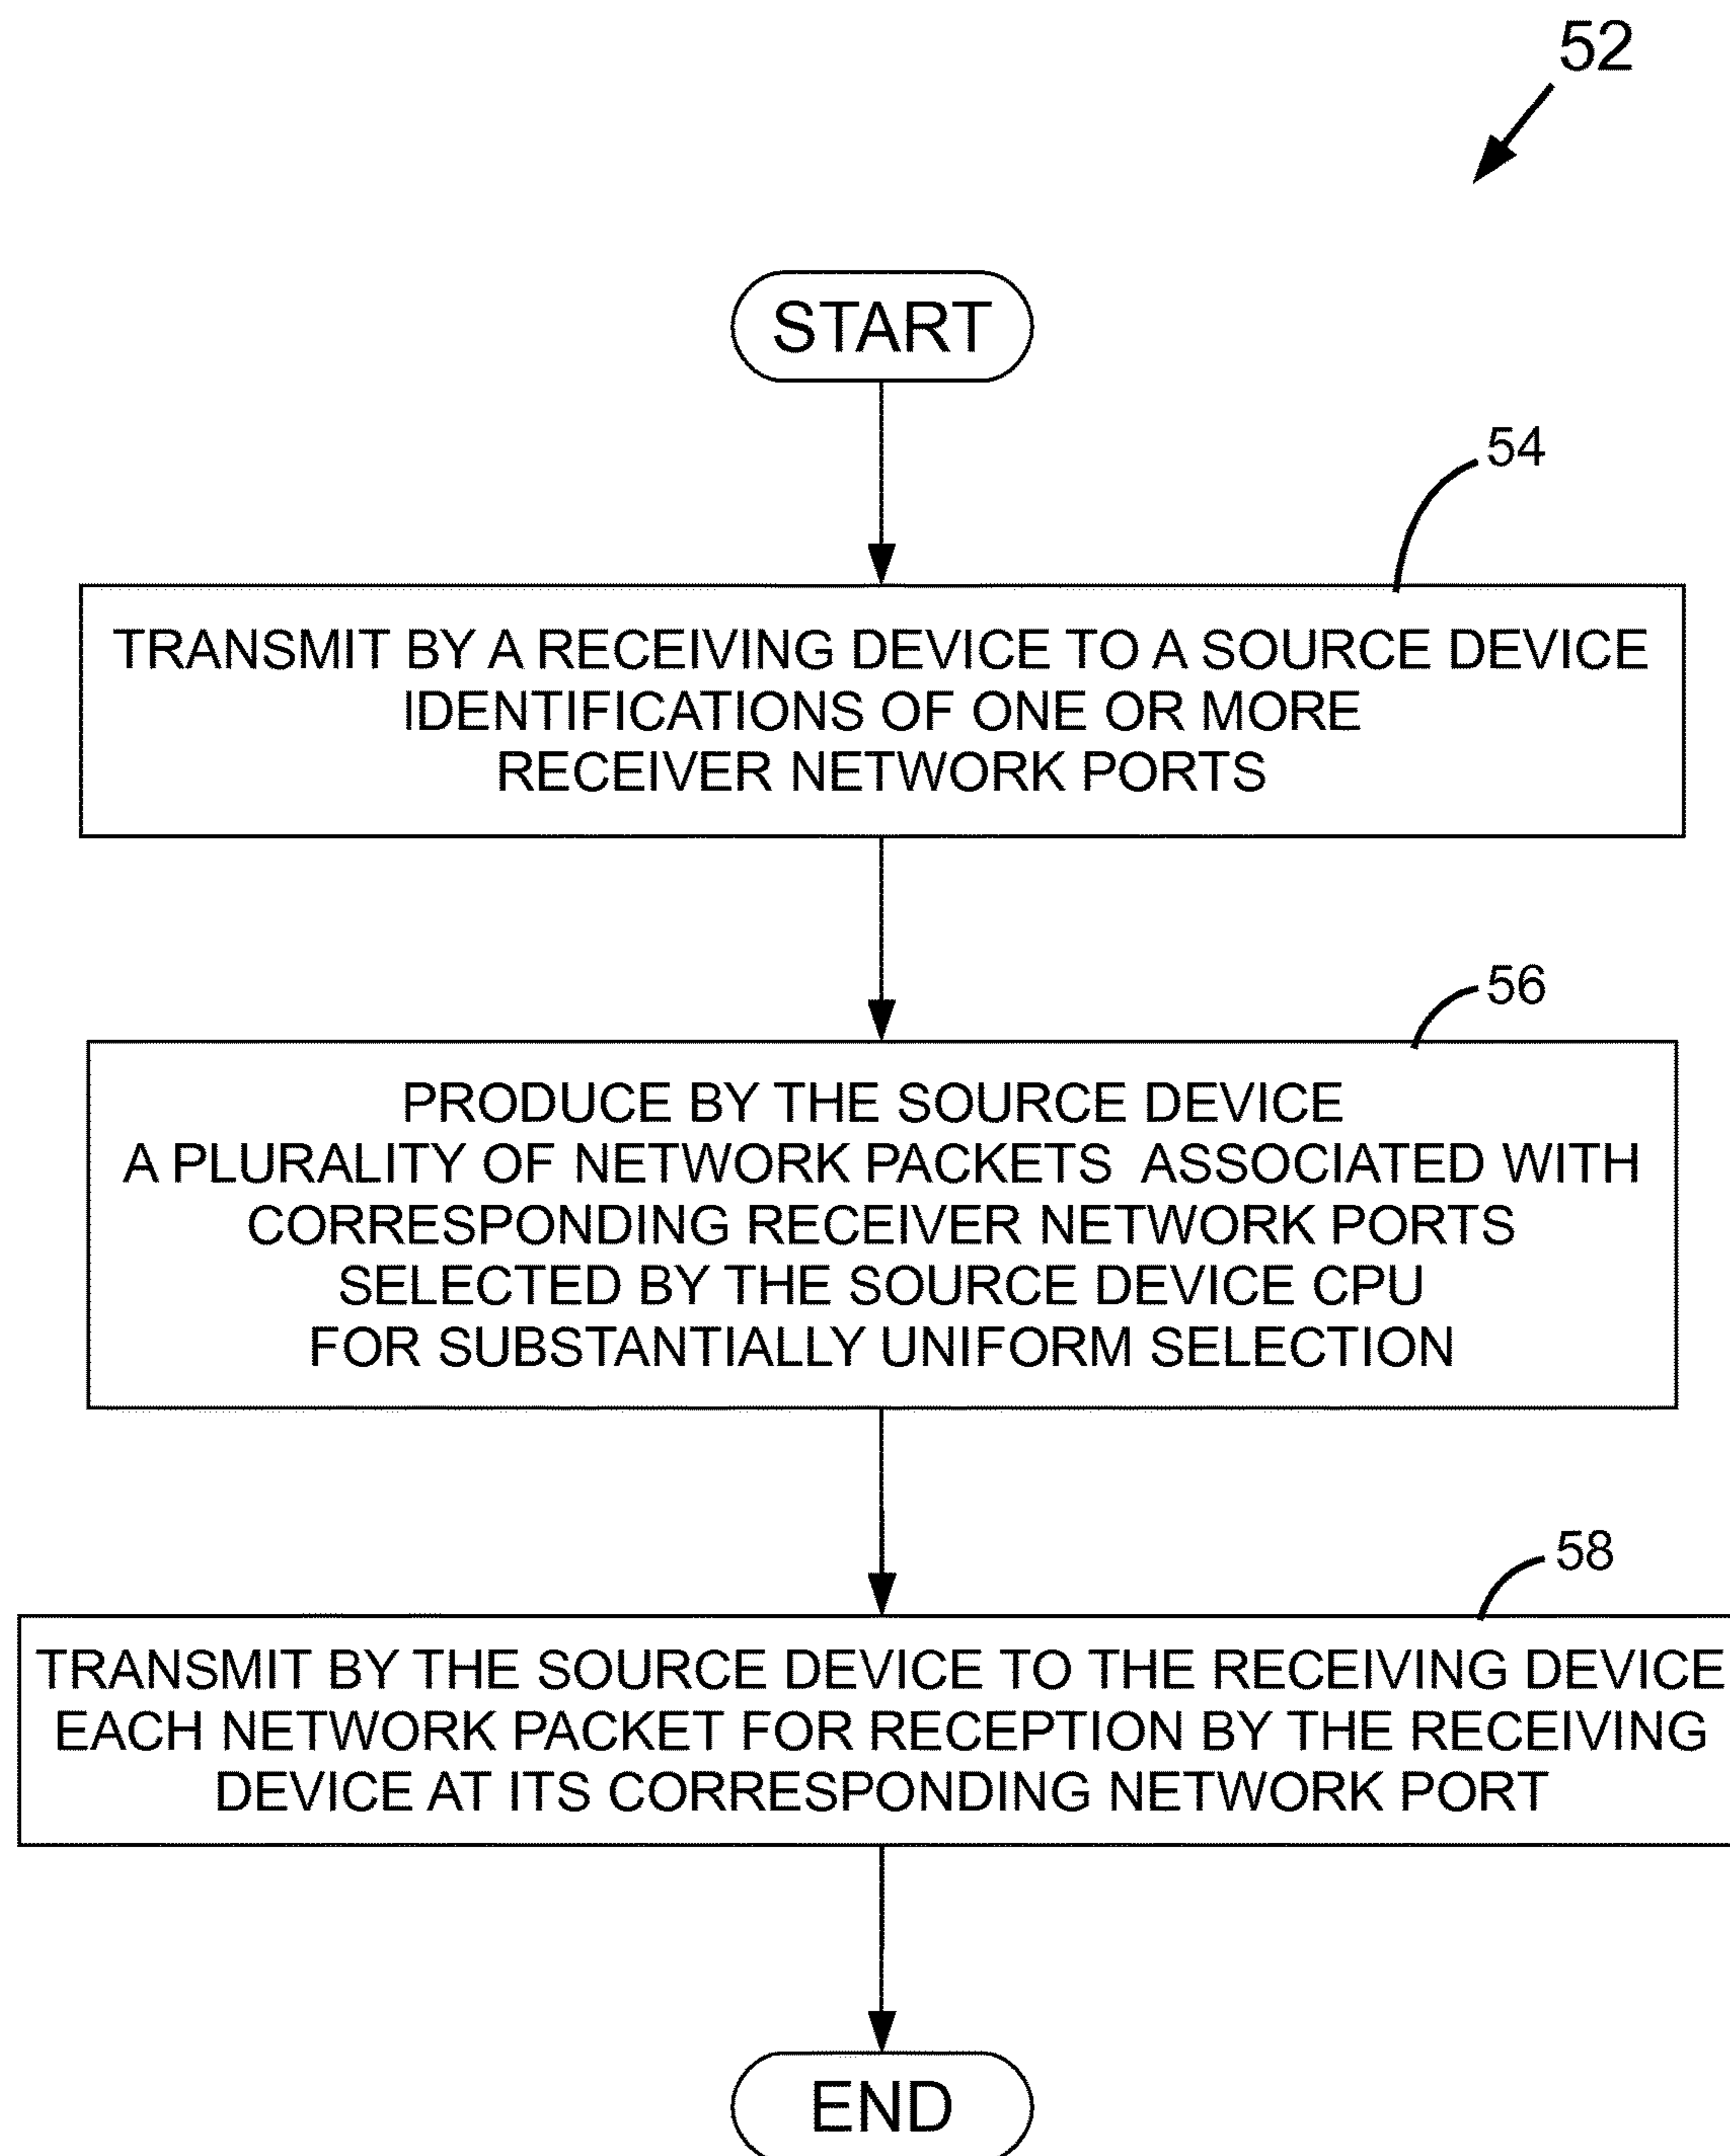 52
START
54
TRANSMIT BY A RECEIVING DEVICE TO A SOURCE DEVICE
IDENTIFICATIONS OF ONE OR MORE
RECEIVER NETWORK PORTS
56
PRODUCE BY THE SOURCE DEVICE
A PLURALITY OF NETWORK PACKETS ASSOCIATED WITH
CORRESPONDING RECEIVER NETWORK PORTS
SELECTED BY THE SOURCE DEVICE CPU
FOR SUBSTANTIALLY UNIFORM SELECTION
58
TRANSMIT BY THE SOURCE DEVICE TO THE RECEIVING DEVICE
EACH NETWORK PACKET FOR RECEPTION BY THE RECEIVING
DEVICE AT ITS CORRESPONDING NETWORK PORT
END